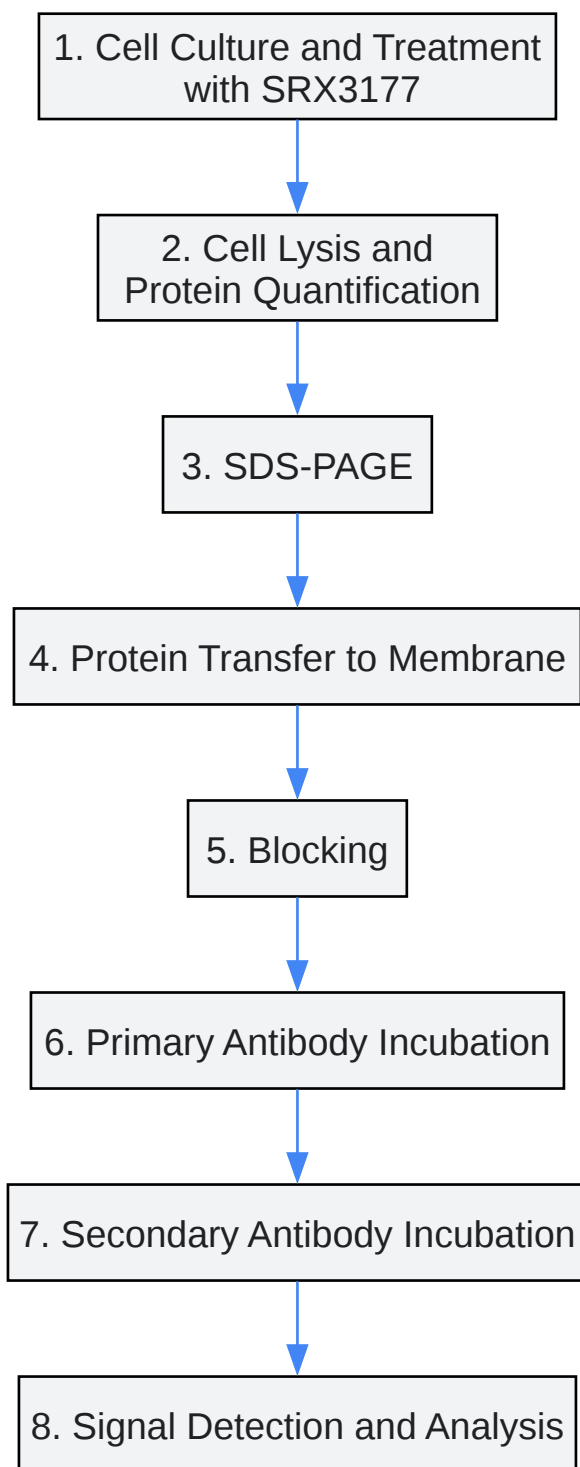 1. Cell Culture and Treatment
with SRX3177
2. Cell Lysis and
Protein Quantification
3. SDS-PAGE
4. Protein Transfer to Membrane
5. Blocking
6. Primary Antibody Incubation
7. Secondary Antibody Incubation
8. Signal Detection and Analysis